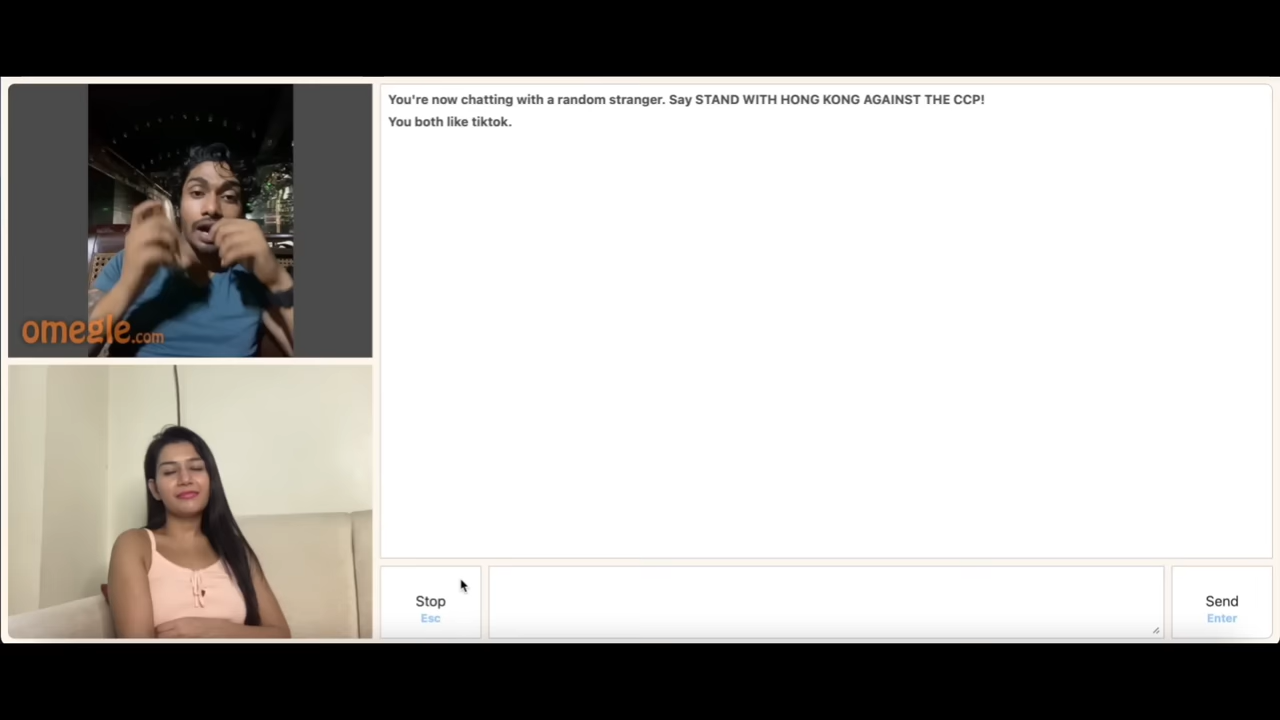 You're now chatting with a random stranger. Say STAND WITH HONG KONG AGAINST THE CCP!
You both like tiktok.
omegle.com
Stop
Esc
Send
Enter